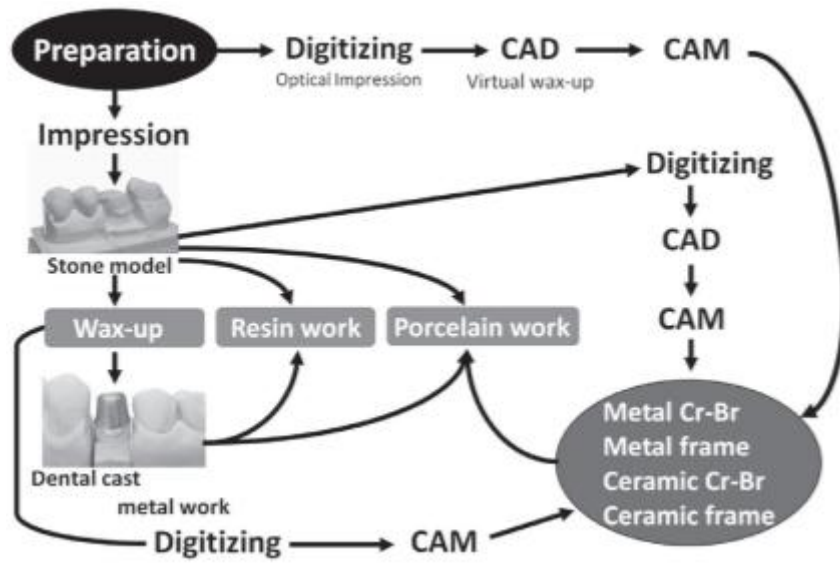 Preparation
Digitizing
Optical Impression
CAD
Virtual wax-up
CAM
Impression
Stone model
Digitizing
CAD
CAM
Wax-up
Resin work
Porcelain work
Dental cast
metal work
Digitizing
CAM
Metal Cr-Br
Metal frame
Ceramic Cr-Br
Ceramic frame